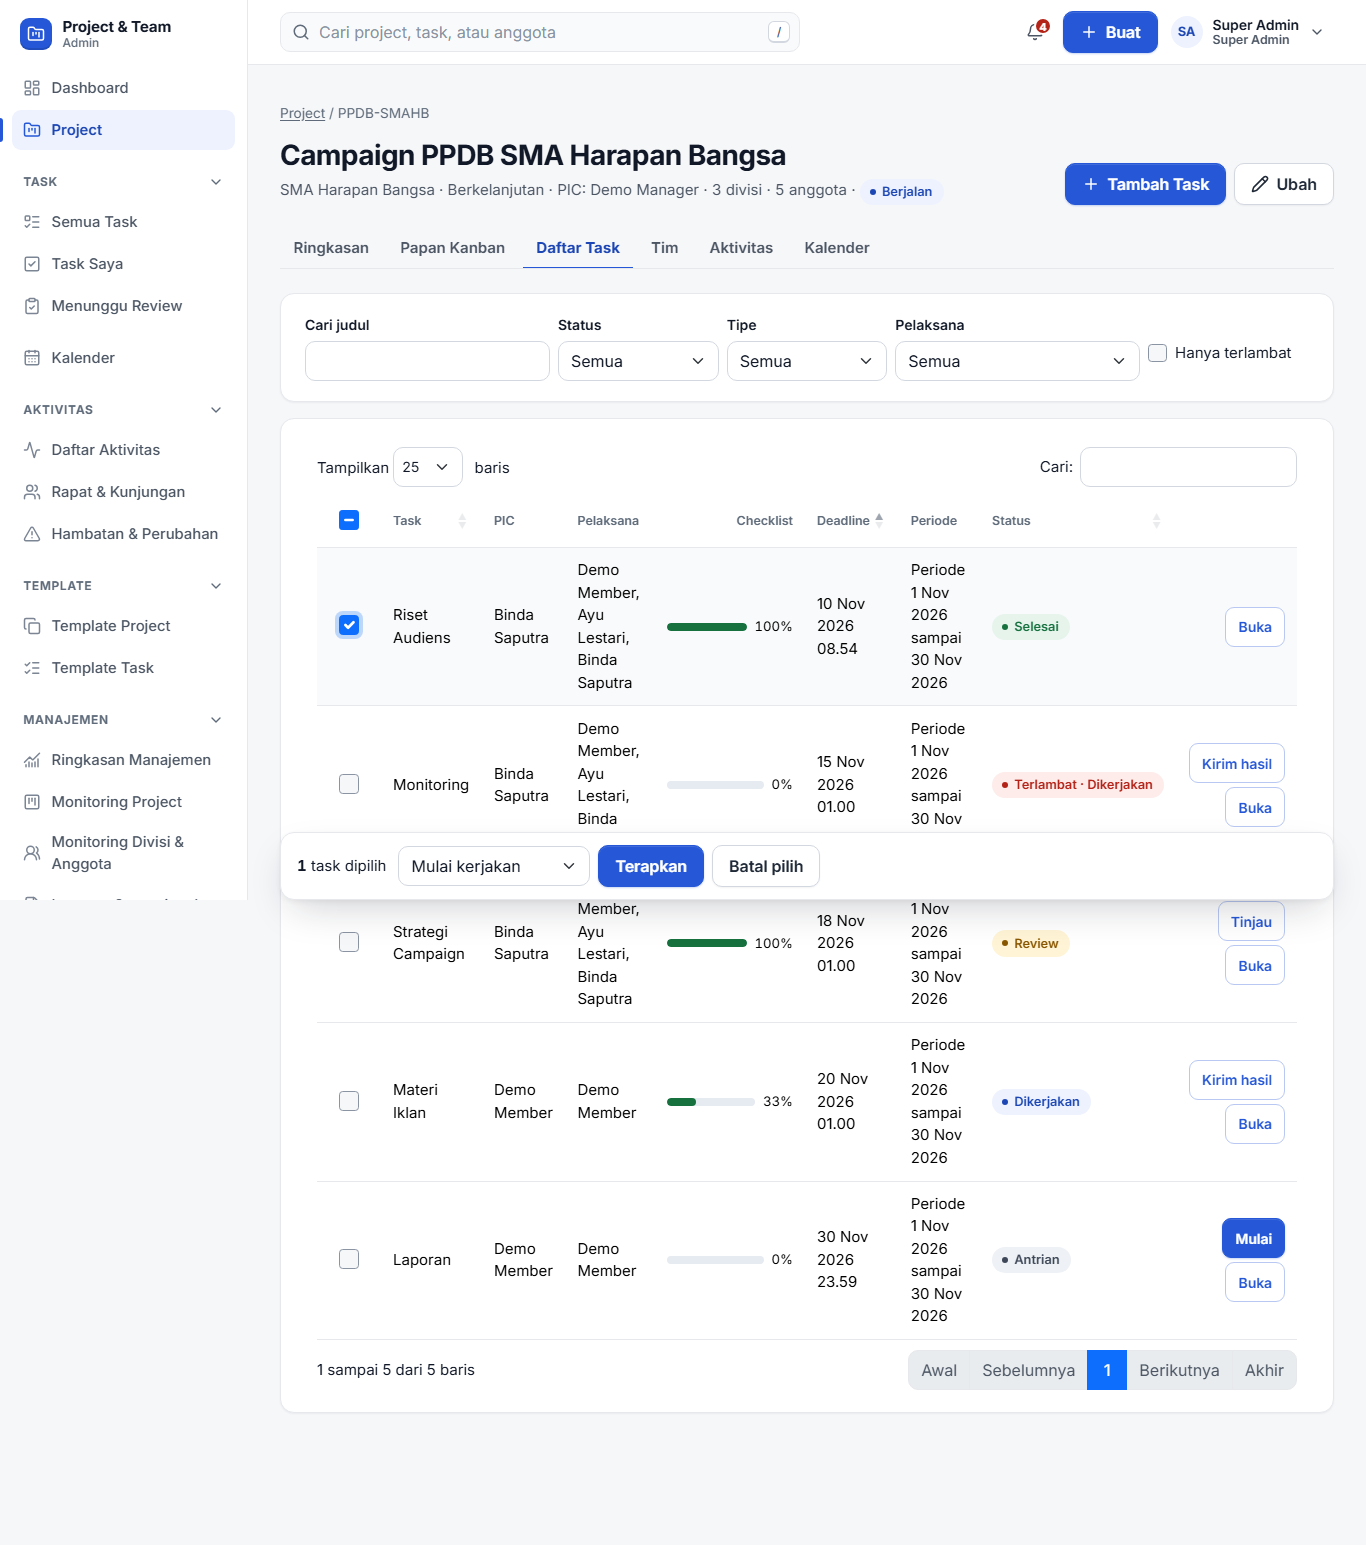 Project & Team
Admin
Dashboard
Project
TASK
Semua Task
Task Saya
Menunggu Review
Kalender
AKTIVITAS
Daftar Aktivitas
Rapat & Kunjungan
Hambatan & Perubahan
TEMPLATE
Template Project
Template Task
MANAJEMEN
Ringkasan Manajemen
Monitoring Project
Monitoring Divisi &
Anggota
Cari project, task, atau anggota
/
4
Buat
SA
Super Admin
Super Admin
Project / PPDB-SMAHB
Campaign PPDB SMA Harapan Bangsa
SMA Harapan Bangsa · Berkelanjutan · PIC: Demo Manager · 3 divisi · 5 anggota · Berjalan
Tambah Task
Ubah
Ringkasan
Papan Kanban
Daftar Task
Tim
Aktivitas
Kalender
Cari judul
Status
Semua
Tipe
Semua
Pelaksana
Semua
Hanya terlambat
Tampilkan 25 baris
Cari:
Task
PIC
Pelaksana
Checklist
Deadline
Periode
Status
Riset
Audiens
Binda
Saputra
Demo
Member,
Ayu
Lestari,
Binda
Saputra
100%
10 Nov
2026
08.54
Periode
1 Nov
2026
sampai
30 Nov
2026
Selesai
Buka
Monitoring
Binda
Saputra
Demo
Member,
Ayu
Lestari,
Binda
0%
15 Nov
2026
01.00
Periode
1 Nov
2026
sampai
30 Nov
Terlambat · Dikerjakan
Kirim hasil
Buka
1 task dipilih
Mulai kerjakan
Terapkan
Batal pilih
Strategi
Campaign
Binda
Saputra
Member,
Ayu
Lestari,
Binda
Saputra
100%
18 Nov
2026
01.00
1 Nov
2026
sampai
30 Nov
2026
Review
Tinjau
Buka
Materi
Iklan
Demo
Member
Demo
Member
33%
20 Nov
2026
01.00
Periode
1 Nov
2026
sampai
30 Nov
2026
Dikerjakan
Kirim hasil
Buka
Laporan
Demo
Member
Demo
Member
0%
30 Nov
2026
23.59
Periode
1 Nov
2026
sampai
30 Nov
2026
Antrian
Mulai
Buka
1 sampai 5 dari 5 baris
Awal
Sebelumnya
1
Berikutnya
Akhir